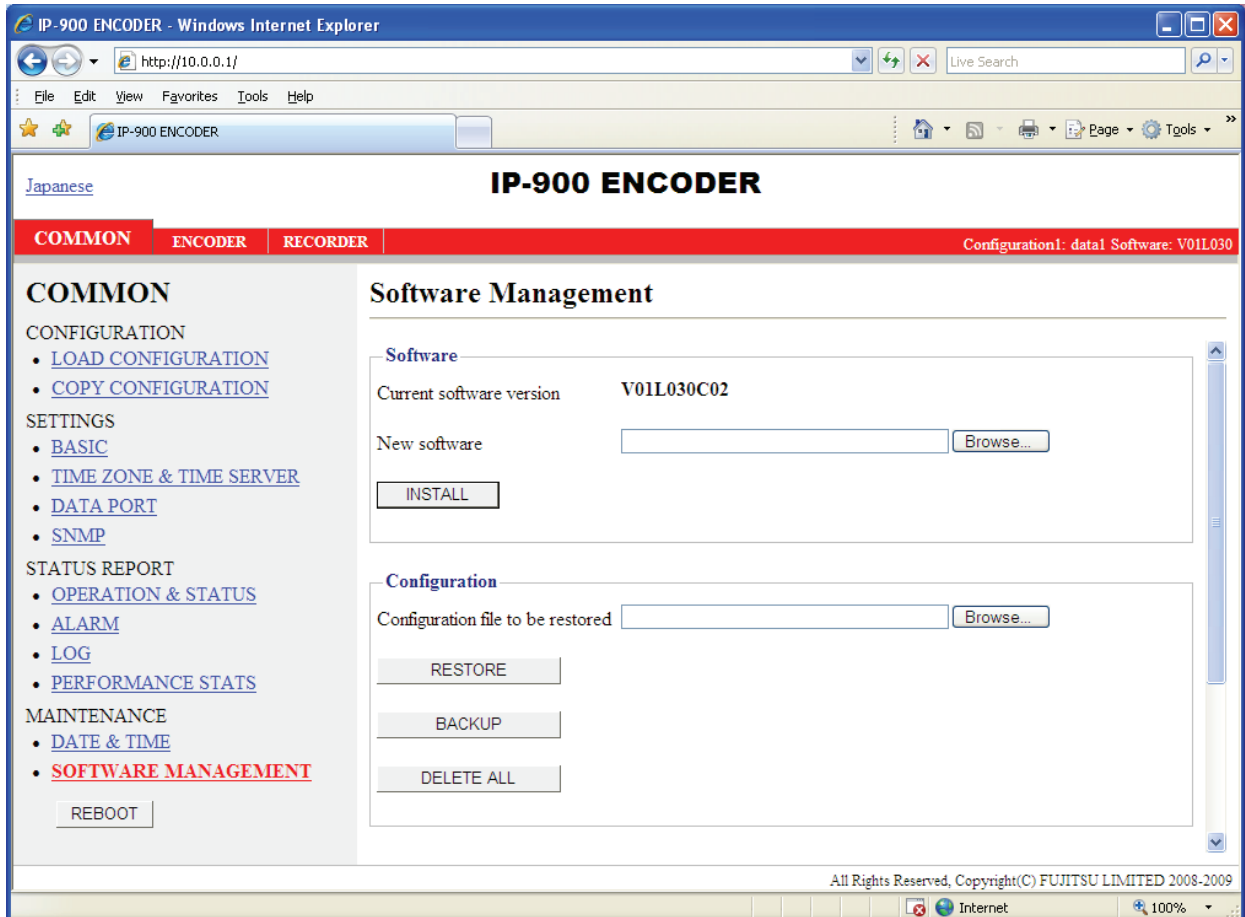 IP-900 ENCODER - Windows Internet Explorer
http://10.0.0.1/
Live Search
File Edit View Favorites Tools Help
IP-900 ENCODER
Page Tools »
Japanese
IP-900 ENCODER
COMMON ENCODER RECORDER
Configuration1: data1 Software: V01L030
COMMON
CONFIGURATION
• LOAD CONFIGURATION
• COPY CONFIGURATION
SETTINGS
• BASIC
• TIME ZONE & TIME SERVER
• DATA PORT
• SNMP
STATUS REPORT
• OPERATION & STATUS
• ALARM
• LOG
• PERFORMANCE STATS
MAINTENANCE
• DATE & TIME
• SOFTWARE MANAGEMENT
REBOOT
Software Management
Software
Current software version V01L030C02
New software Browse...
INSTALL
Configuration
Configuration file to be restored Browse...
RESTORE
BACKUP
DELETE ALL
All Rights Reserved, Copyright(C) FUJITSU LIMITED 2008-2009
Internet 100%